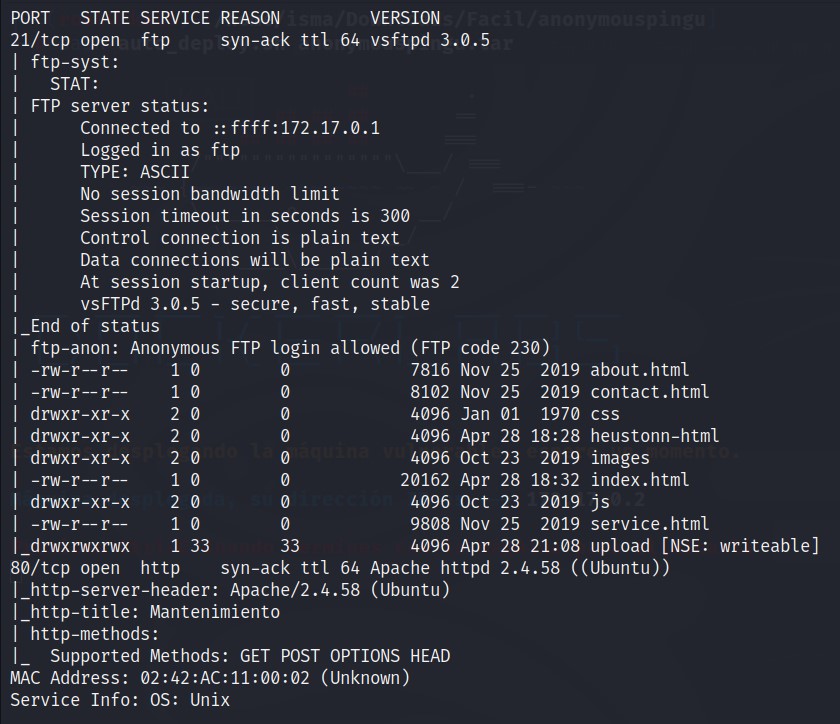 PORT   STATE SERVICE REASON         VERSION
21/tcp open  ftp     syn-ack ttl 64 vsftpd 3.0.5
| ftp-syst:
|   STAT:
| FTP server status:
|      Connected to ::ffff:172.17.0.1
|      Logged in as ftp
|      TYPE: ASCII
|      No session bandwidth limit
|      Session timeout in seconds is 300
|      Control connection is plain text
|      Data connections will be plain text
|      At session startup, client count was 2
|      vsFTPd 3.0.5 - secure, fast, stable
|_End of status
| ftp-anon: Anonymous FTP login allowed (FTP code 230)
| -rw-r--r--    1 0        0            7816 Nov 25  2019 about.html
| -rw-r--r--    1 0        0            8102 Nov 25  2019 contact.html
| drwxr-xr-x    2 0        0            4096 Jan 01  1970 css
| drwxr-xr-x    2 0        0            4096 Apr 28 18:28 heustonn-html
| drwxr-xr-x    2 0        0            4096 Oct 23  2019 images
| -rw-r--r--    1 0        0           20162 Apr 28 18:32 index.html
| drwxr-xr-x    2 0        0            4096 Oct 23  2019 js
| -rw-r--r--    1 0        0            9808 Nov 25  2019 service.html
|_drwxrwxrwx    1 33       33           4096 Apr 28 21:08 upload [NSE: writeable]
80/tcp open  http    syn-ack ttl 64 Apache httpd 2.4.58 ((Ubuntu))
|_http-server-header: Apache/2.4.58 (Ubuntu)
|_http-title: Mantenimiento
| http-methods:
|_  Supported Methods: GET POST OPTIONS HEAD
MAC Address: 02:42:AC:11:00:02 (Unknown)
Service Info: OS: Unix